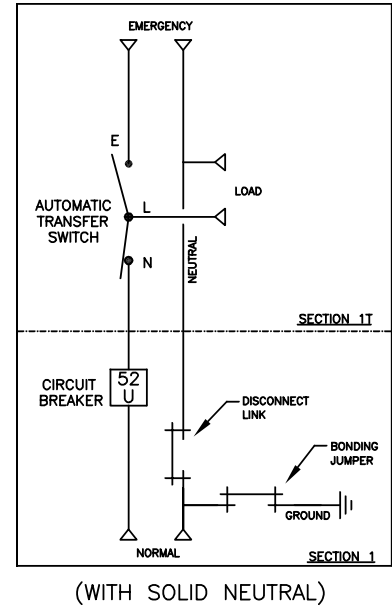 EMERGENCY
E
LOAD
AUTOMATIC
TRANSFER
SWITCH
L
N
NEUTRAL
SECTION 1T
CIRCUIT
BREAKER
52
U
DISCONNECT
LINK
BONDING
JUMPER
GROUND
NORMAL
SECTION 1
(WITH SOLID NEUTRAL)